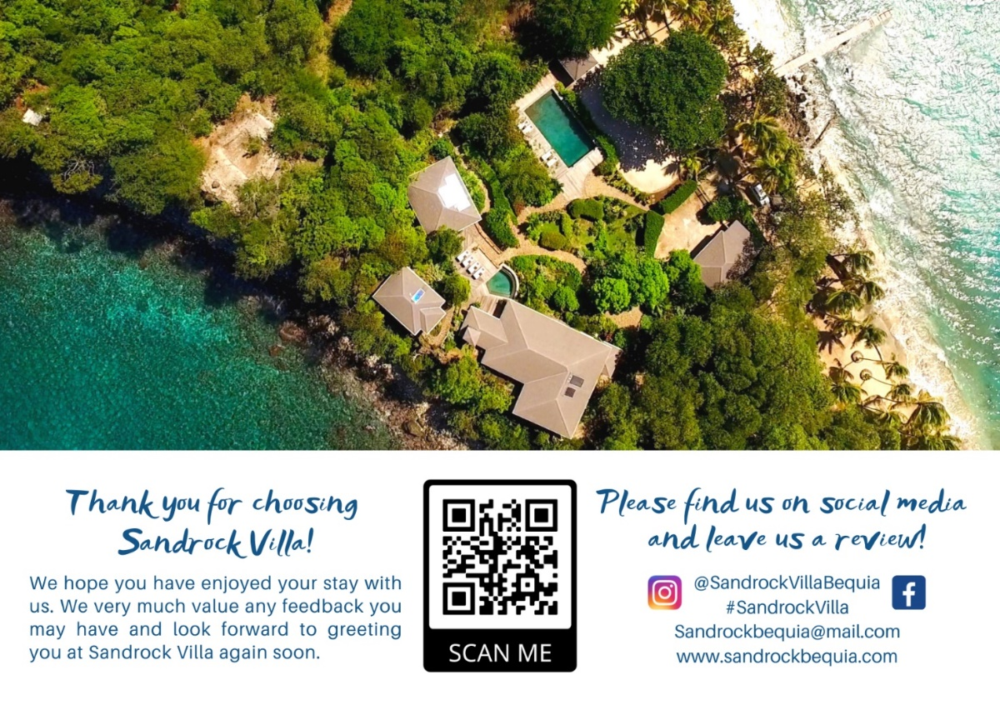 Thank you for choosing
Sandrock Villa!
We hope you have enjoyed your stay with
us. We very much value any feedback you
may have and look forward to greeting
you at Sandrock Villa again soon.
SCAN ME
Please find us on social media
and leave us a review!
@SandrockVillaBequia
#SandrockVilla
Sandrockbequia@mail.com
www.sandrockbequia.com